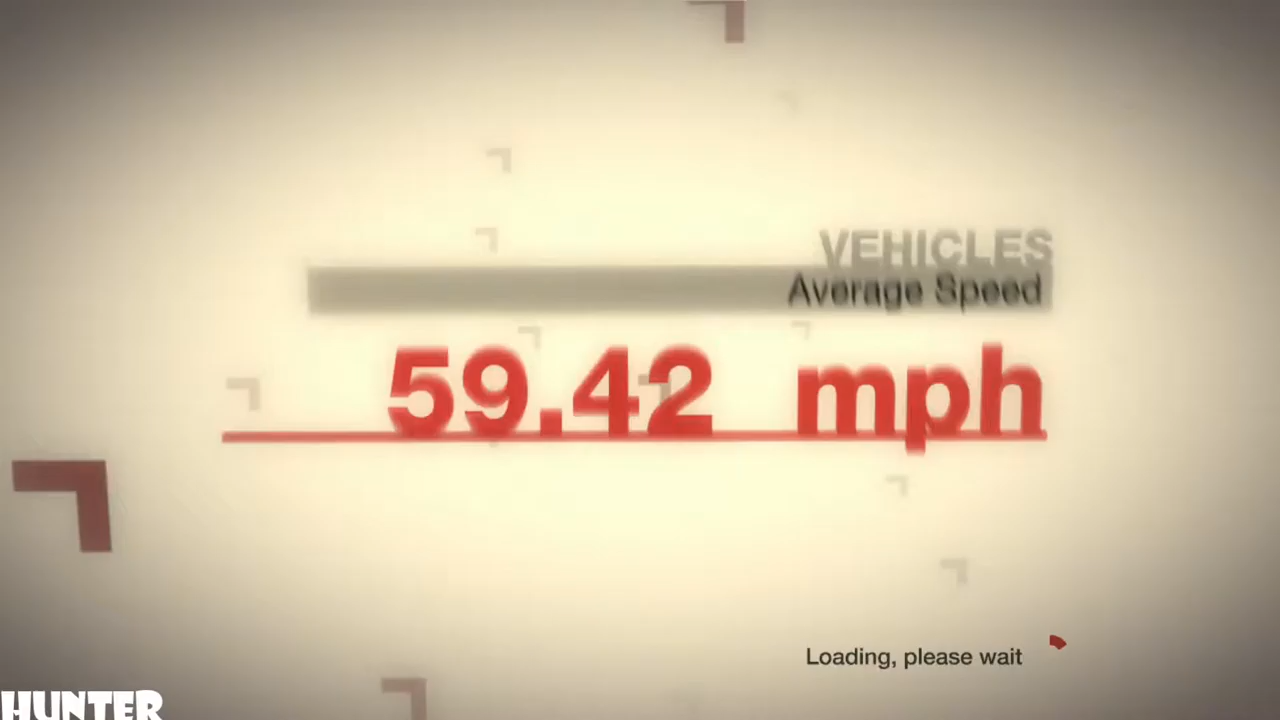 VEHICLES
Average Speed
59.42 mph
Loading, please wait
HUNTER